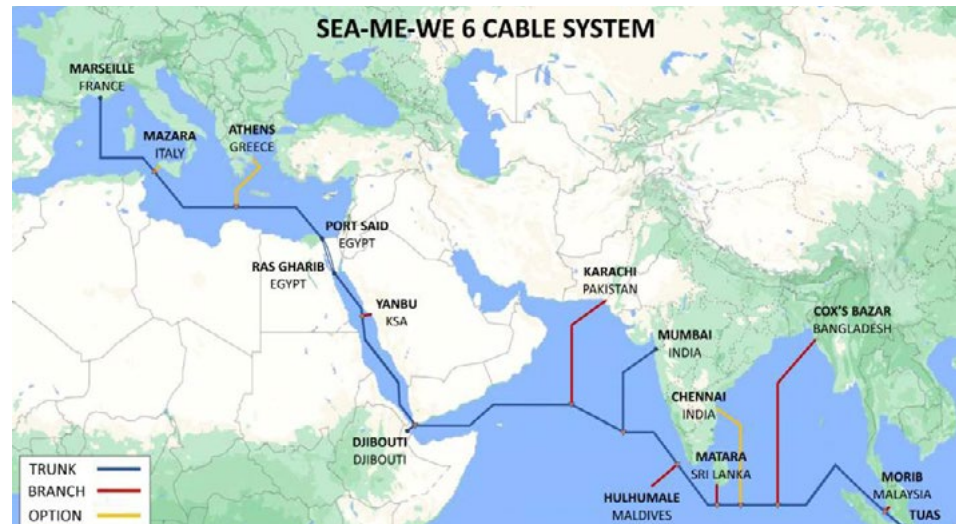 SEA-ME-WE 6 CABLE SYSTEM
MARSEILLE
FRANCE
MAZARA
ITALY
ATHENS
GREECE
PORT SAID
EGYPT
RAS GHARIB
EGYPT
YANBU
KSA
KARACHI
PAKISTAN
COX'S BAZAR
BANGLADESH
MUMBAI
INDIA
CHENNAI
INDIA
DJIBOUTI
DJIBOUTI
MATARA
SRI LANKA
HULHUMALE
MALDIVES
MORIB
MALAYSIA
TUAS
TRUNK
BRANCH
OPTION